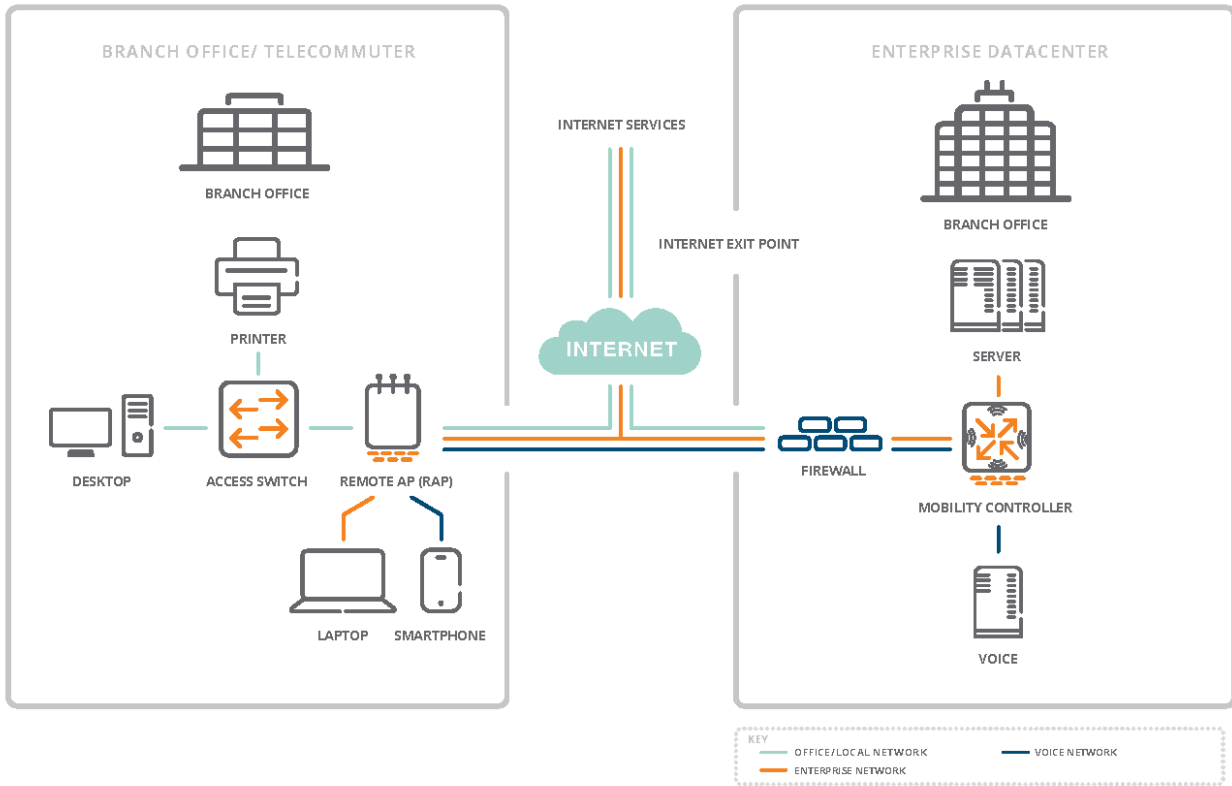 BRANCH OFFICE/ TELECOMMUTER
BRANCH OFFICE
PRINTER
DESKTOP
ACCESS SWITCH
REMOTE AP (RAP)
LAPTOP
SMARTPHONE
INTERNET SERVICES
INTERNET EXIT POINT
INTERNET
ENTERPRISE DATACENTER
BRANCH OFFICE
SERVER
FIREWALL
MOBILITY CONTROLLER
VOICE
KEY
OFFICE/LOCAL NETWORK
VOICE NETWORK
ENTERPRISE NETWORK